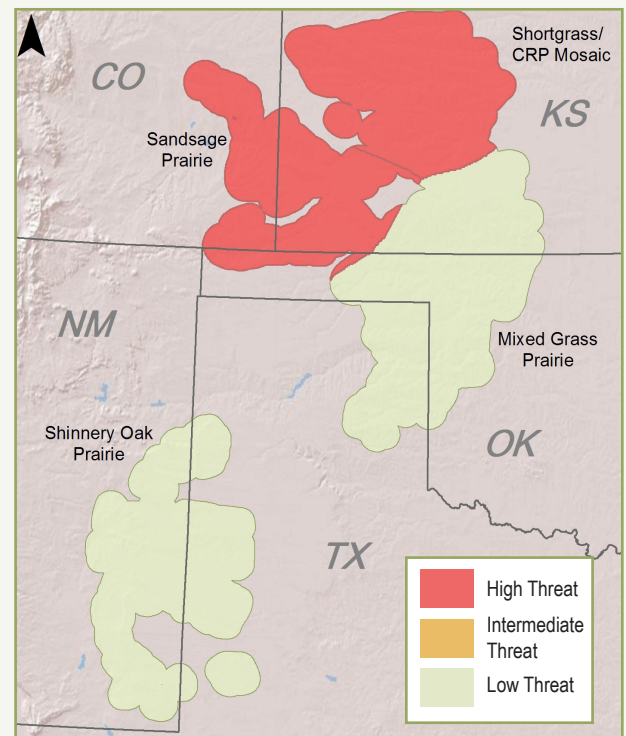 Shortgrass/
CRP Mosaic
CO
KS
Sandsage
Prairie
NM
Mixed Grass
Prairie
Shinnery Oak
Prairie
OK
TX
High Threat
Intermediate
Threat
Low Threat